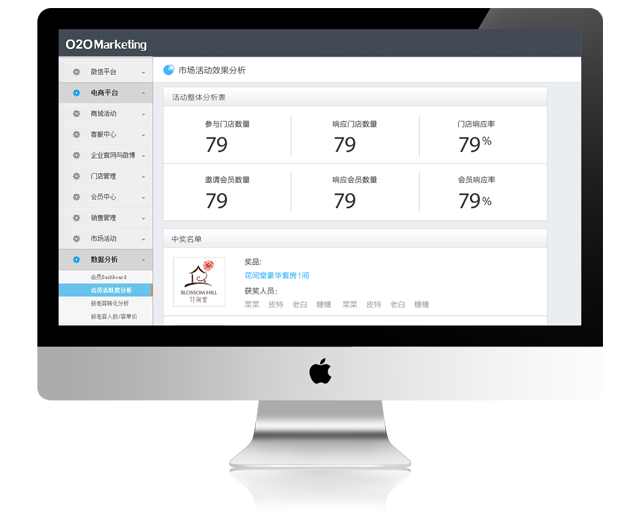 O2O Marketing
微信平台
电商平台
商城活动
客服中心
企业官网与微博
门店管理
会员中心
销售管理
市场活动
数据分析
会员Dashboard
会员活跃度分析
新老客转化分析
新老客人数/客单价
市场活动效果分析
活动整体分析表
参与门店数量 响应门店数量 门店响应率
79 79 79%
邀请会员数量 响应会员数量 会员响应率
79 79 79%
中奖名单
BLOSSOM HILL
花间堂
奖品:
花间堂豪华套房1间
获奖人员:
菜菜 皮特 老白 糖糖 菜菜 皮特 老白 糖糖